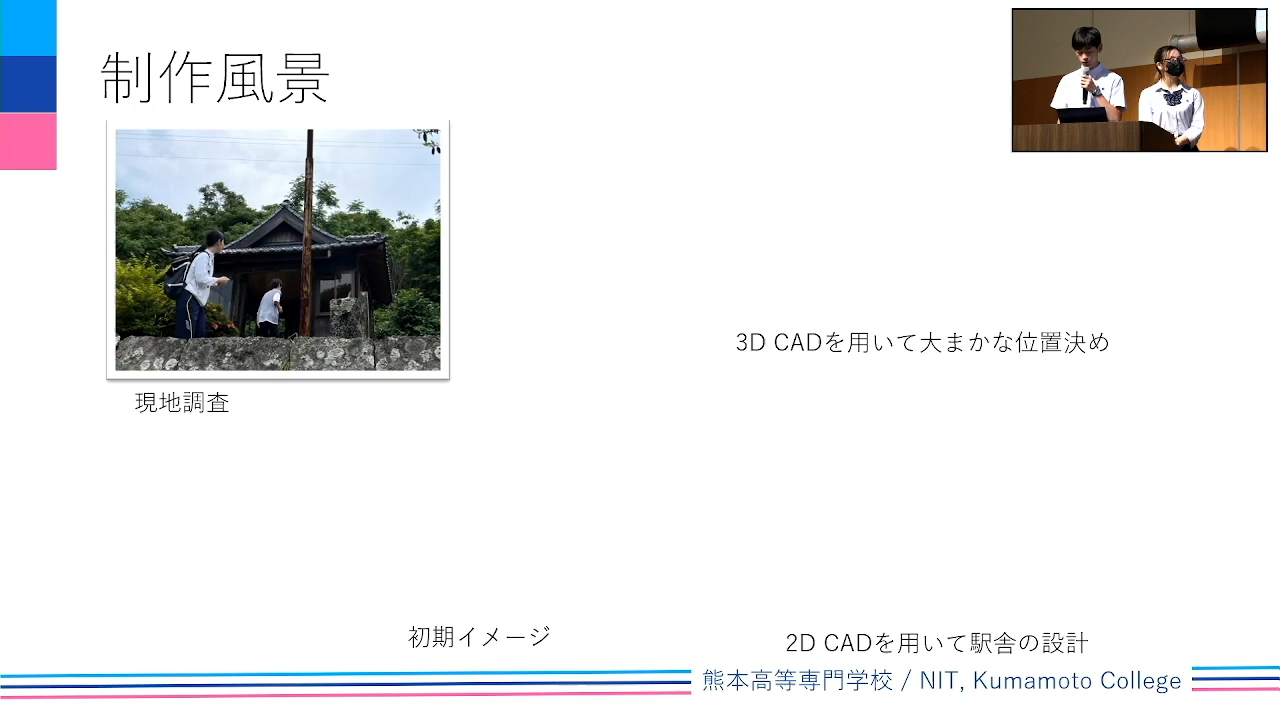 制作風景
現地調査
3D CADを用いて大まかな位置決め
初期イメージ
2D CADを用いて駅舎の設計
熊本高等専門学校 / NIT, Kumamoto College